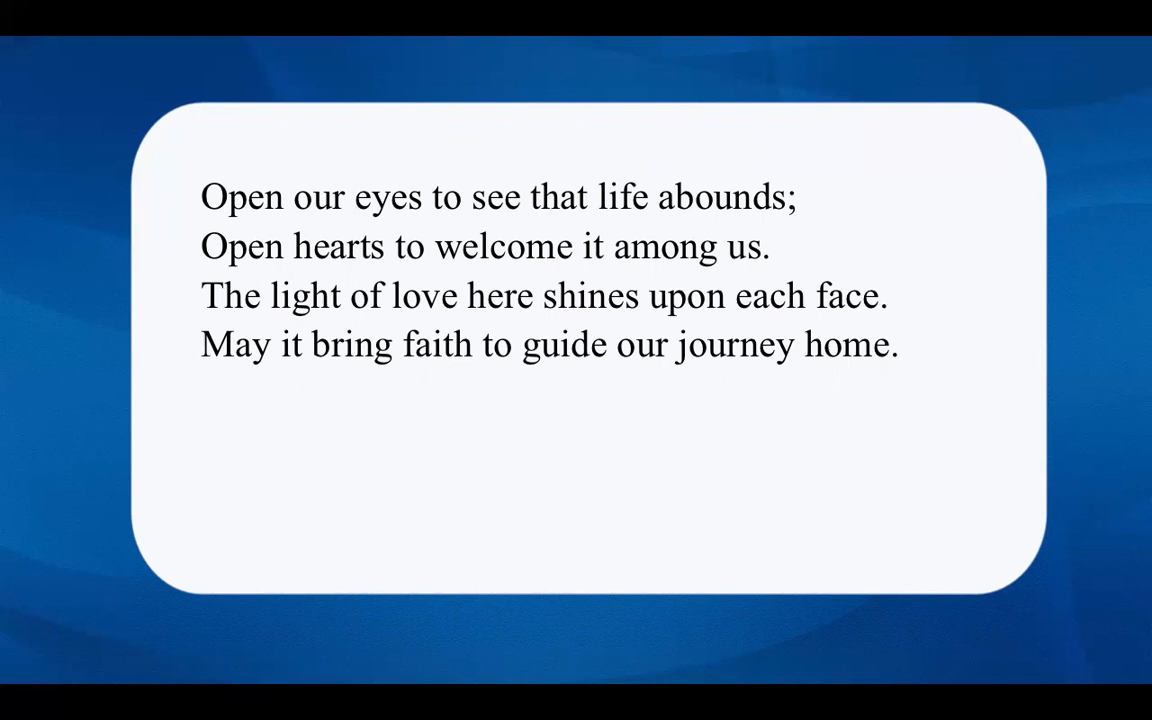 Open our eyes to see that life abounds;
Open hearts to welcome it among us.
The light of love here shines upon each face.
May it bring faith to guide our journey home.